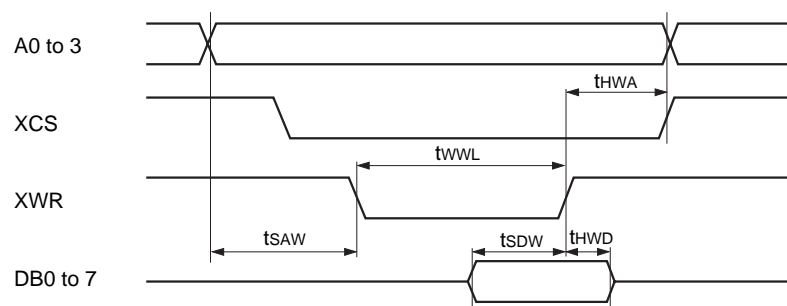 A0 to 3
tHWA
XCS
tWWL
XWR
tSAW
tSDW
tHWD
DB0 to 7